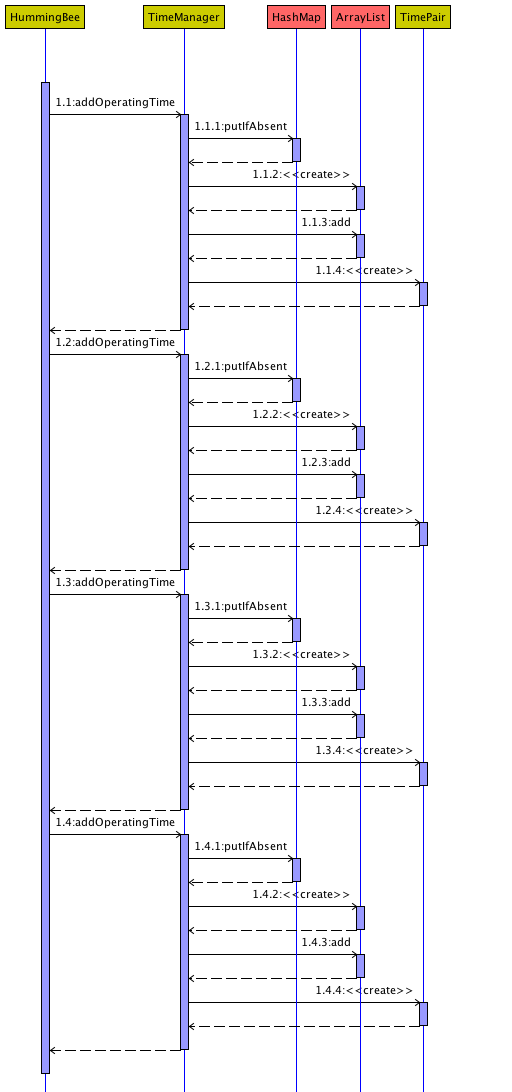 HummingBee TimeManager HashMap ArrayList TimePair
1.1:addOperatingTime
1.1.1:putIfAbsent
1.1.2:<<create>>
1.1.3:add
1.1.4:<<create>>
1.2:addOperatingTime
1.2.1:putIfAbsent
1.2.2:<<create>>
1.2.3:add
1.2.4:<<create>>
1.3:addOperatingTime
1.3.1:putIfAbsent
1.3.2:<<create>>
1.3.3:add
1.3.4:<<create>>
1.4:addOperatingTime
1.4.1:putIfAbsent
1.4.2:<<create>>
1.4.3:add
1.4.4:<<create>>